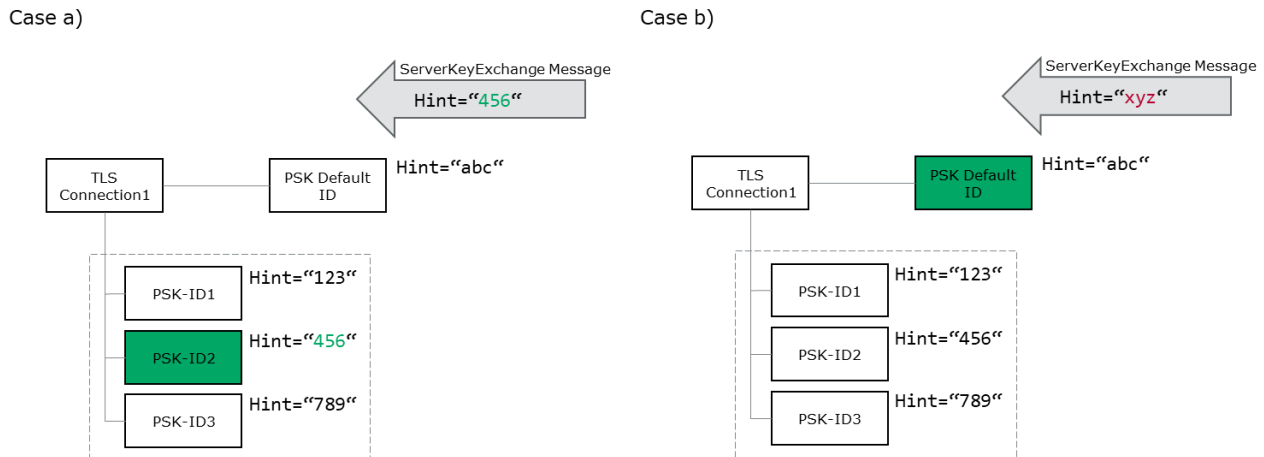 Case a)
ServerKeyExchange Message
Hint=“456“
TLS
Connection1
PSK Default
ID
Hint=“abc“
PSK-ID1
Hint=“123“
PSK-ID2
Hint=“456“
PSK-ID3
Hint=“789“
Case b)
ServerKeyExchange Message
Hint=“xyz“
TLS
Connection1
PSK Default
ID
Hint=“abc“
PSK-ID1
Hint=“123“
PSK-ID2
Hint=“456“
PSK-ID3
Hint=“789“